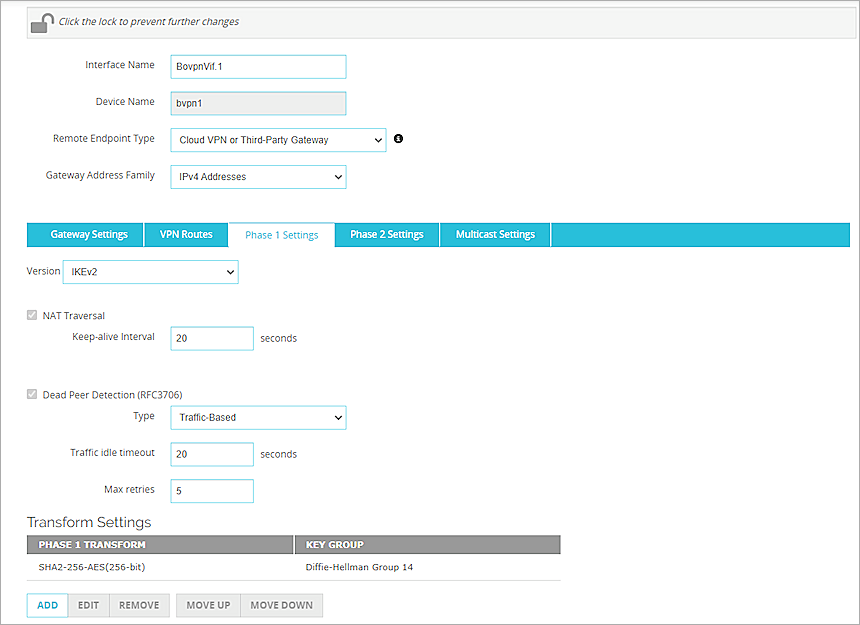 Click the lock to prevent further changes
Interface Name BovpnVif.1
Device Name bvpn1
Remote Endpoint Type Cloud VPN or Third-Party Gateway
Gateway Address Family IPv4 Addresses
Gateway Settings VPN Routes Phase 1 Settings Phase 2 Settings Multicast Settings
Version IKEv2
NAT Traversal
Keep-alive Interval 20 seconds
Dead Peer Detection (RFC3706)
Type Traffic-Based
Traffic idle timeout 20 seconds
Max retries 5
Transform Settings
PHASE 1 TRANSFORM KEY GROUP
SHA2-256-AES(256-bit) Diffie-Hellman Group 14
ADD EDIT REMOVE MOVE UP MOVE DOWN